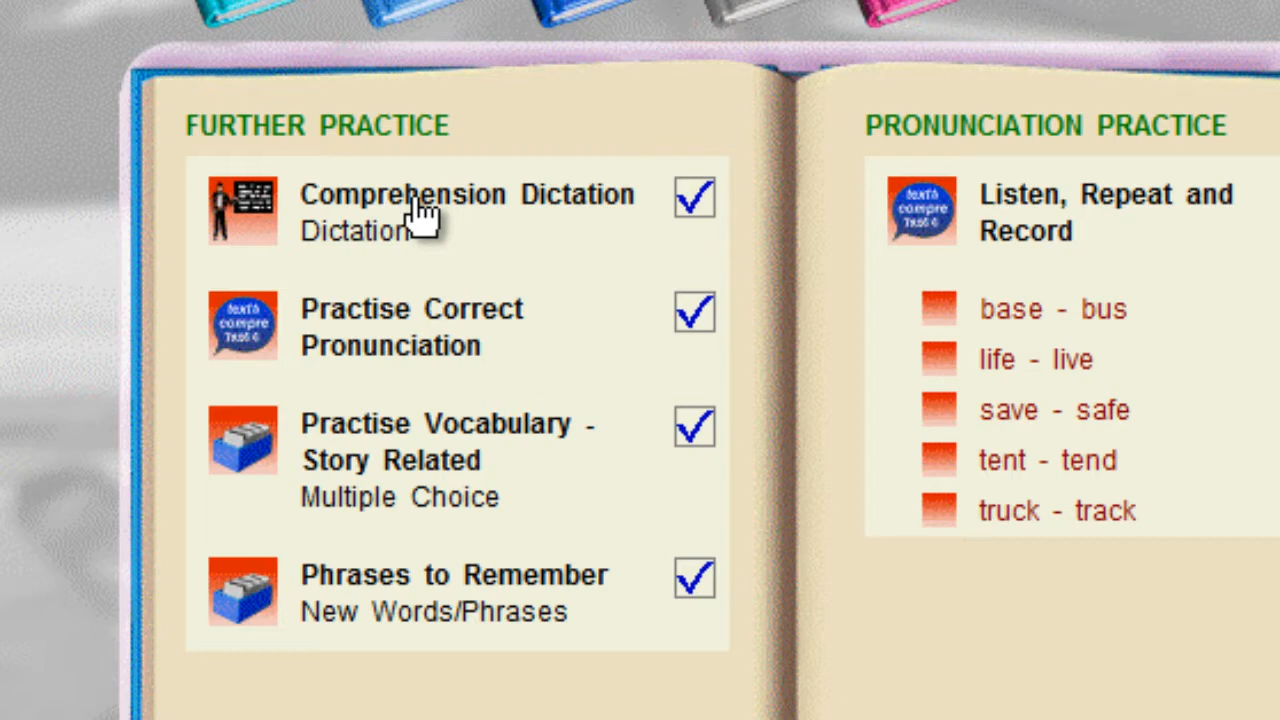 FURTHER PRACTICE
Comprehension Dictation
Dictation
Practise Correct
Pronunciation
Practise Vocabulary -
Story Related
Multiple Choice
Phrases to Remember
New Words/Phrases
PRONUNCIATION PRACTICE
Listen, Repeat and
Record
base - bus
life - live
save - safe
tent - tend
truck - track